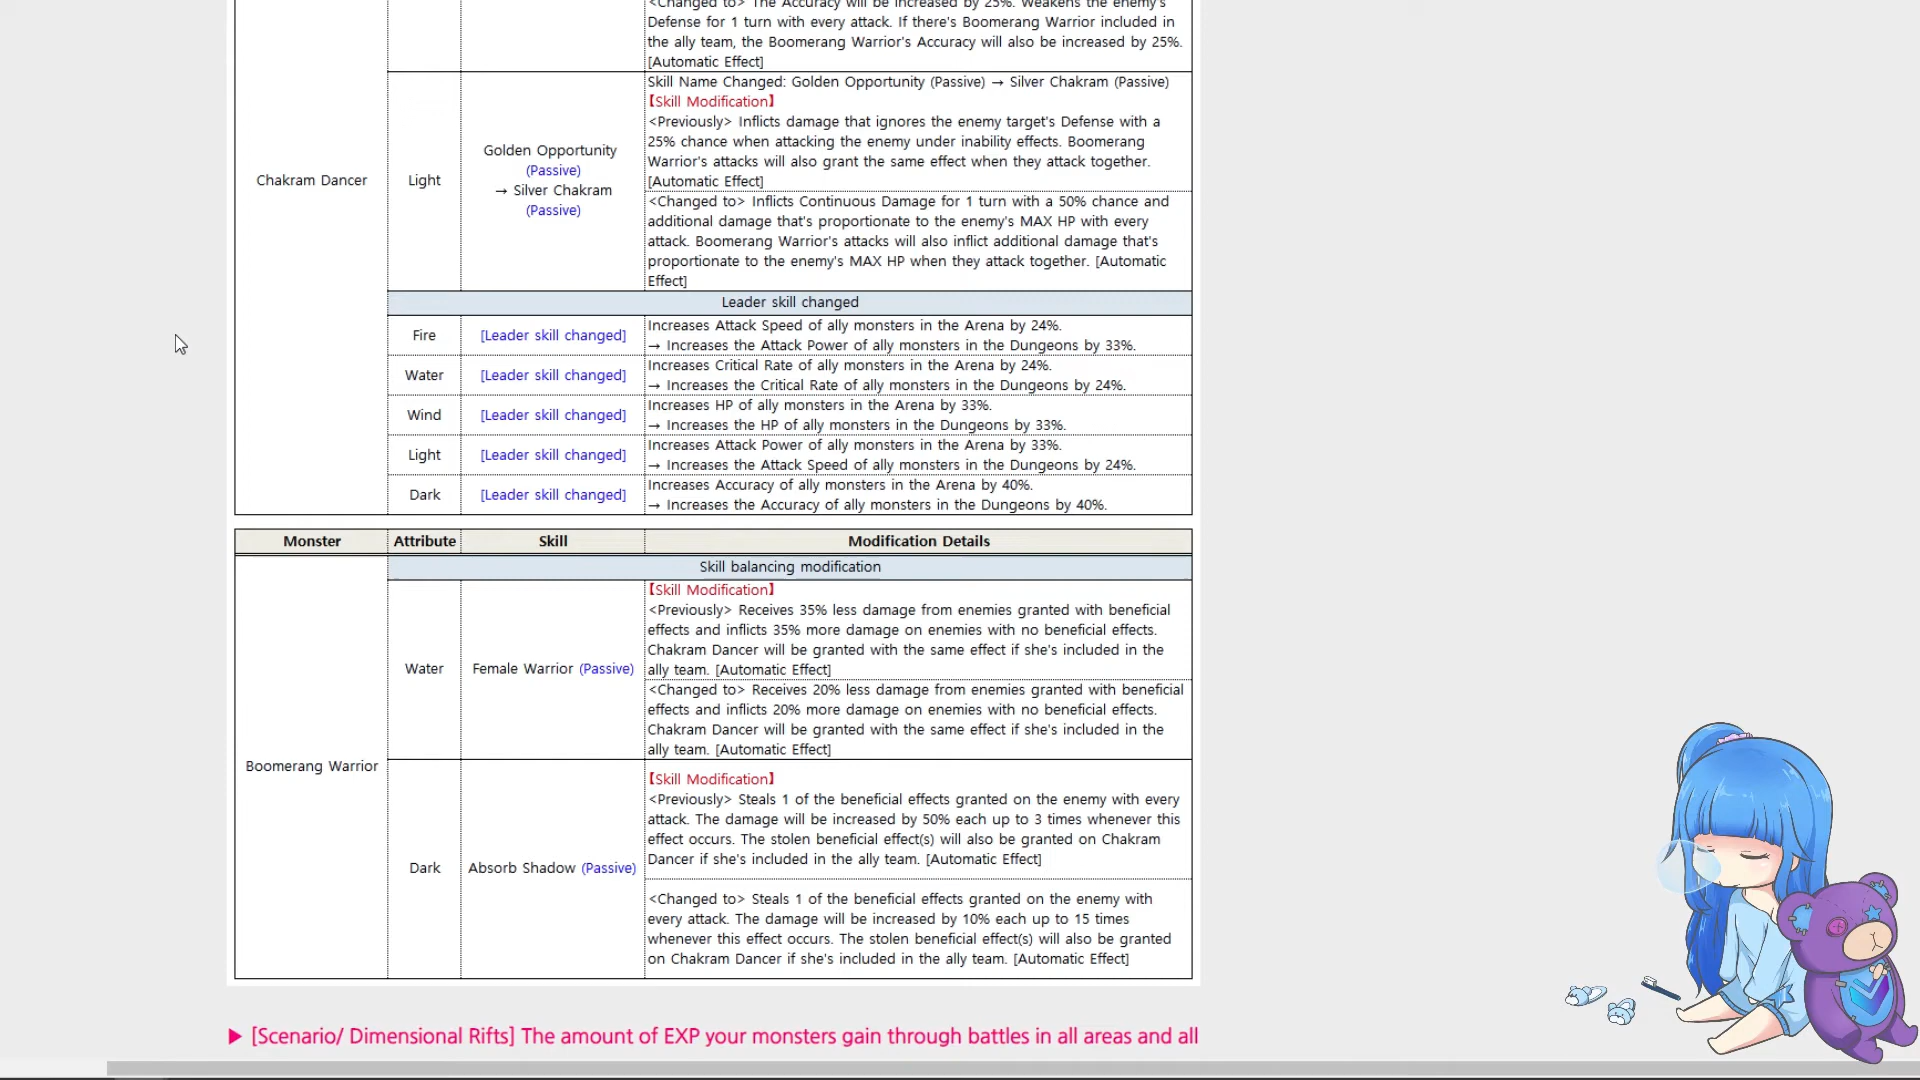 <Changed to> The Accuracy will be increased by 25%. Weakens the enemy's
Defense for 1 turn with every attack. If there's Boomerang Warrior included in
the ally team, the Boomerang Warrior's Accuracy will also be increased by 25%.
[Automatic Effect]
Chakram Dancer
Light
Golden Opportunity
(Passive)
→ Silver Chakram
(Passive)
Skill Name Changed: Golden Opportunity (Passive) → Silver Chakram (Passive)
【Skill Modification】
<Previously> Inflicts damage that ignores the enemy target's Defense with a
25% chance when attacking the enemy under inability effects. Boomerang
Warrior's attacks will also grant the same effect when they attack together.
[Automatic Effect]
<Changed to> Inflicts Continuous Damage for 1 turn with a 50% chance and
additional damage that's proportionate to the enemy's MAX HP with every
attack. Boomerang Warrior's attacks will also inflict additional damage that's
proportionate to the enemy's MAX HP when they attack together. [Automatic
Effect]
Leader skill changed
Fire [Leader skill changed]
Increases Attack Speed of ally monsters in the Arena by 24%.
→ Increases the Attack Power of ally monsters in the Dungeons by 33%.
Water [Leader skill changed]
Increases Critical Rate of ally monsters in the Arena by 24%.
→ Increases the Critical Rate of ally monsters in the Dungeons by 24%.
Wind [Leader skill changed]
Increases HP of ally monsters in the Arena by 33%.
→ Increases the HP of ally monsters in the Dungeons by 33%.
Light [Leader skill changed]
Increases Attack Power of ally monsters in the Arena by 33%.
→ Increases the Attack Speed of ally monsters in the Dungeons by 24%.
Dark [Leader skill changed]
Increases Accuracy of ally monsters in the Arena by 40%.
→ Increases the Accuracy of ally monsters in the Dungeons by 40%.
Monster Attribute Skill Modification Details
Skill balancing modification
Boomerang Warrior
Water
Female Warrior (Passive)
【Skill Modification】
<Previously> Receives 35% less damage from enemies granted with beneficial
effects and inflicts 35% more damage on enemies with no beneficial effects.
Chakram Dancer will be granted with the same effect if she's included in the
ally team. [Automatic Effect]
<Changed to> Receives 20% less damage from enemies granted with beneficial
effects and inflicts 20% more damage on enemies with no beneficial effects.
Chakram Dancer will be granted with the same effect if she's included in the
ally team. [Automatic Effect]
Dark
Absorb Shadow (Passive)
【Skill Modification】
<Previously> Steals 1 of the beneficial effects granted on the enemy with every
attack. The damage will be increased by 50% each up to 3 times whenever this
effect occurs. The stolen beneficial effect(s) will also be granted on Chakram
Dancer if she's included in the ally team. [Automatic Effect]
<Changed to> Steals 1 of the beneficial effects granted on the enemy with
every attack. The damage will be increased by 10% each up to 15 times
whenever this effect occurs. The stolen beneficial effect(s) will also be granted
on Chakram Dancer if she's included in the ally team. [Automatic Effect]
▶ [Scenario/ Dimensional Rifts] The amount of EXP your monsters gain through battles in all areas and all